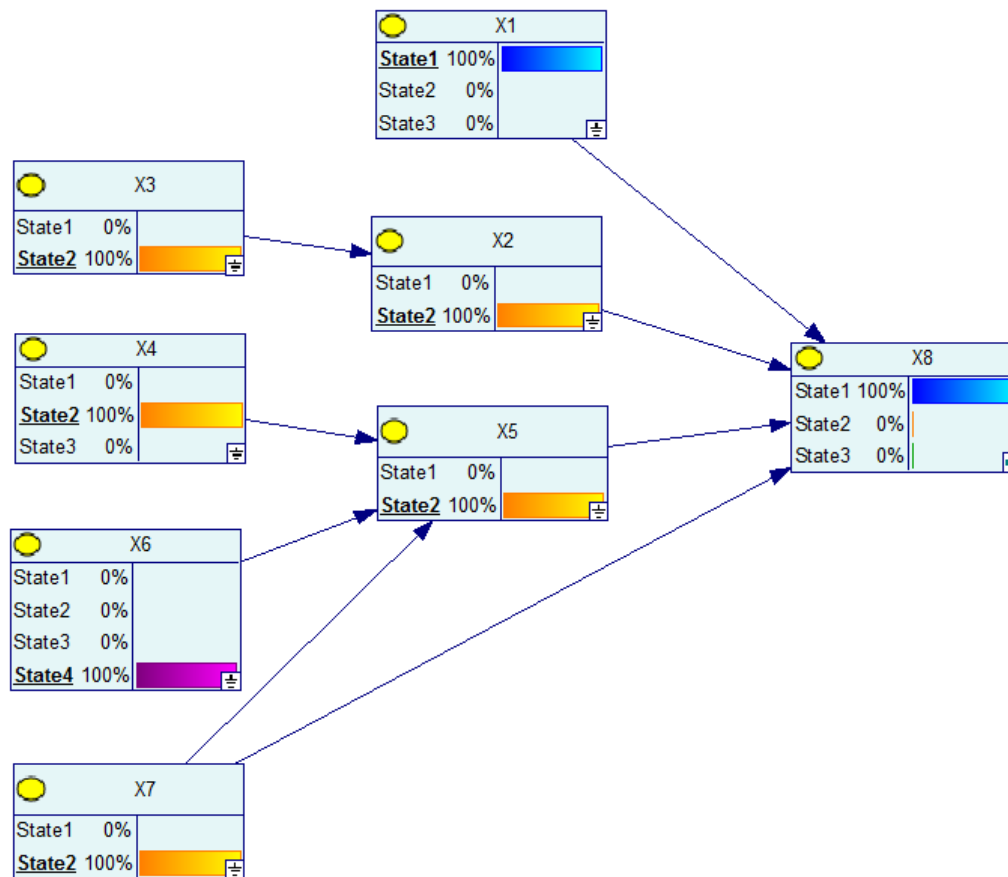 X1
State1 100%
State2 0%
State3 0%
X3
State1 0%
State2 100%
X2
State1 0%
State2 100%
X4
State1 0%
State2 100%
State3 0%
X8
State1 100%
State2 0%
State3 0%
X5
State1 0%
State2 100%
X6
State1 0%
State2 0%
State3 0%
State4 100%
X7
State1 0%
State2 100%